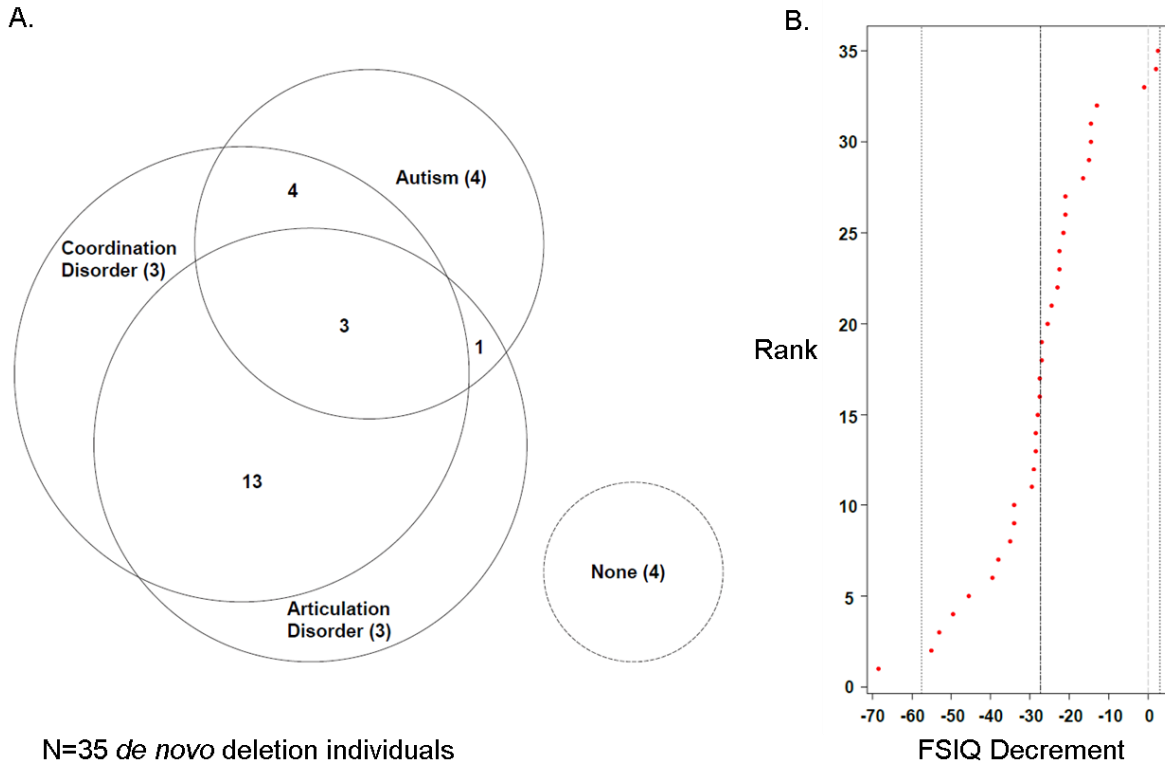 A.
Autism (4)
4
Coordination
Disorder (3)
3
1
13
None (4)
Articulation
Disorder (3)
N=35 de novo deletion individuals
B.
35
30
25
20
Rank
15
10
5
0
-70 -60 -50 -40 -30 -20 -10 0
FSIQ Decrement